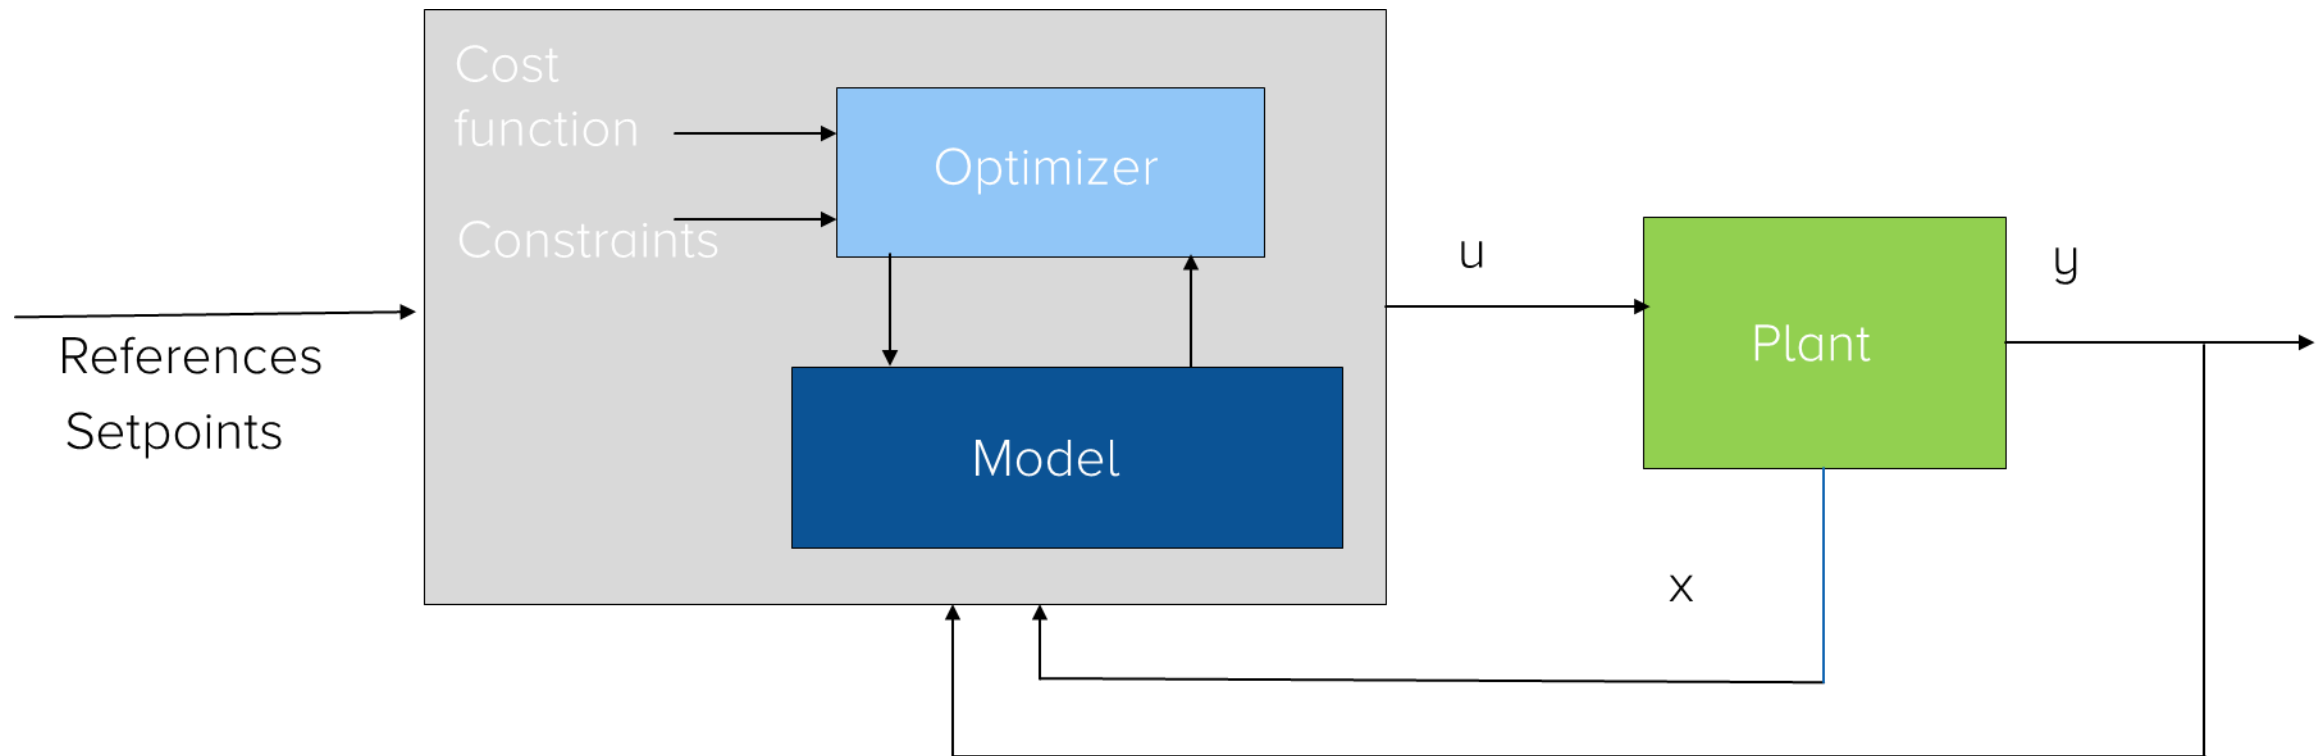 Cost
function
Constraints
Optimizer
Model
References
Setpoints
u
Plant
y
x